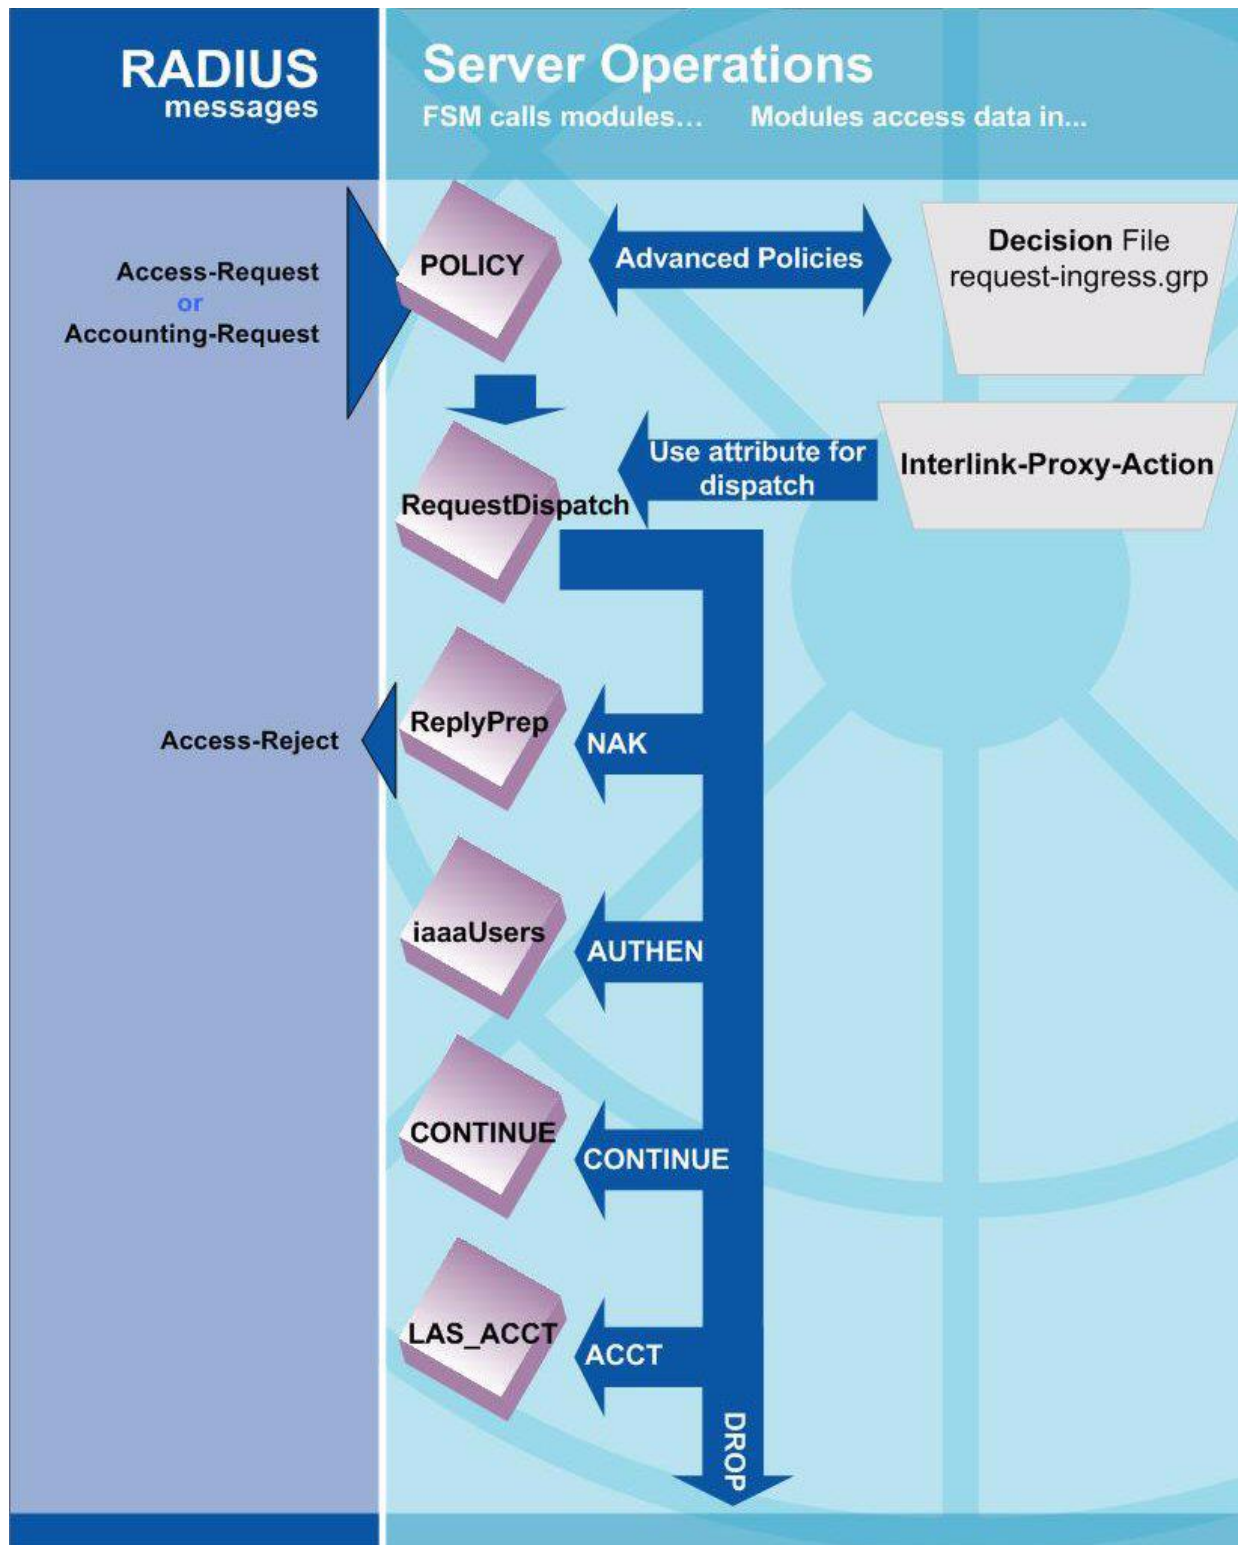 RADIUS
messages
Server Operations
FSM calls modules… Modules access data in...
Access-Request
or
Accounting-Request
POLICY
Advanced Policies
Decision File
request-ingress.grp
RequestDispatch
Use attribute for
dispatch
Interlink-Proxy-Action
Access-Reject
ReplyPrep
NAK
iaaaUsers
AUTHEN
CONTINUE
CONTINUE
LAS_ACCT
ACCT
DROP